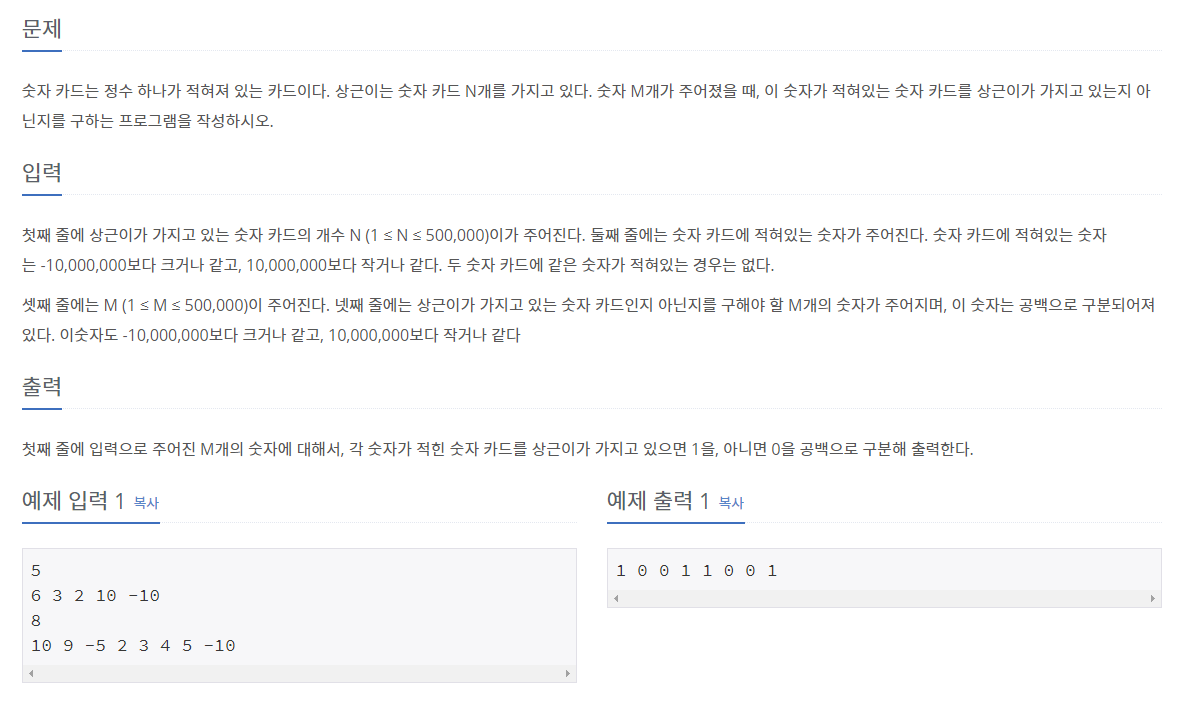 문제
숫자 카드는 정수 하나가 적혀져 있는 카드이다. 상근이는 숫자 카드 N개를 가지고 있다. 숫자 M개가 주어졌을 때, 이 숫자가 적혀있는 숫자 카드를 상근이가 가지고 있는지 아
닌지를 구하는 프로그램을 작성하시오.
입력
첫째 줄에 상근이가 가지고 있는 숫자 카드의 개수 N (1 ≤ N ≤ 500,000)이가 주어진다. 둘째 줄에는 숫자 카드에 적혀있는 숫자가 주어진다. 숫자 카드에 적혀있는 숫자
는 -10,000,000보다 크거나 같고, 10,000,000보다 작거나 같다. 두 숫자 카드에 같은 숫자가 적혀있는 경우는 없다.
셋째 줄에는 M (1 ≤ M ≤ 500,000)이 주어진다. 넷째 줄에는 상근이가 가지고 있는 숫자 카드인지 아닌지를 구해야 할 M개의 숫자가 주어지며, 이 숫자는 공백으로 구분되어져
있다. 이숫자도 -10,000,000보다 크거나 같고, 10,000,000보다 작거나 같다
출력
첫째 줄에 입력으로 주어진 M개의 숫자에 대해서, 각 숫자가 적힌 숫자 카드를 상근이가 가지고 있으면 1을, 아니면 0을 공백으로 구분해 출력한다.
예제 입력 1 복사
5
6 3 2 10 -10
8
10 9 -5 2 3 4 5 -10
예제 출력 1 복사
1 0 0 1 1 0 0 1